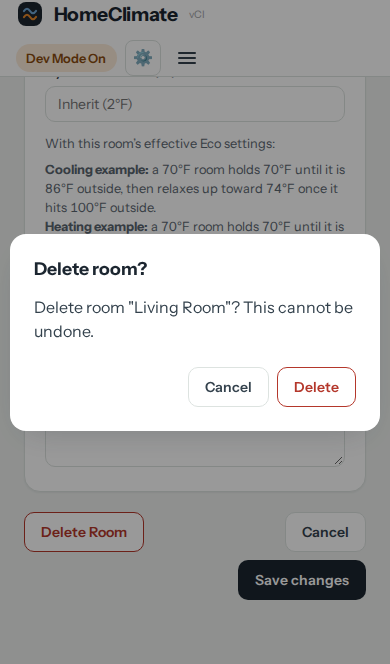 HomeClimate vCI
Dev Mode On
Inherit (2°F)
With this room's effective Eco settings:
Cooling example: a 70°F room holds 70°F until it is
86°F outside, then relaxes up toward 74°F once it
hits 100°F outside.
Heating example: a 70°F room holds 70°F until it is
Delete room?
Delete room "Living Room"? This cannot be
undone.
Cancel Delete
Delete Room Cancel
Save changes